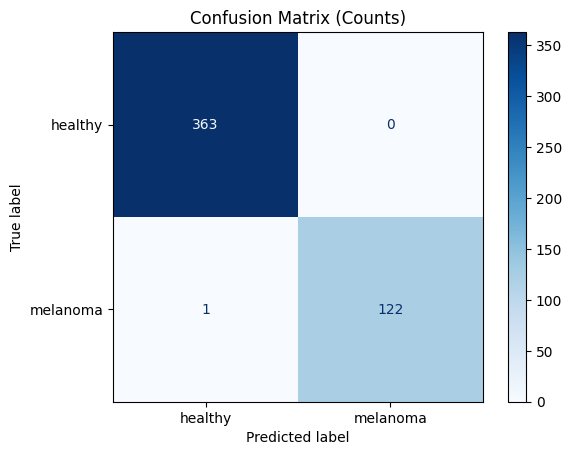 Confusion Matrix (Counts)
True label
healthy
363
0
melanoma
1
122
healthy
melanoma
Predicted label
350
300
250
200
150
100
50
0